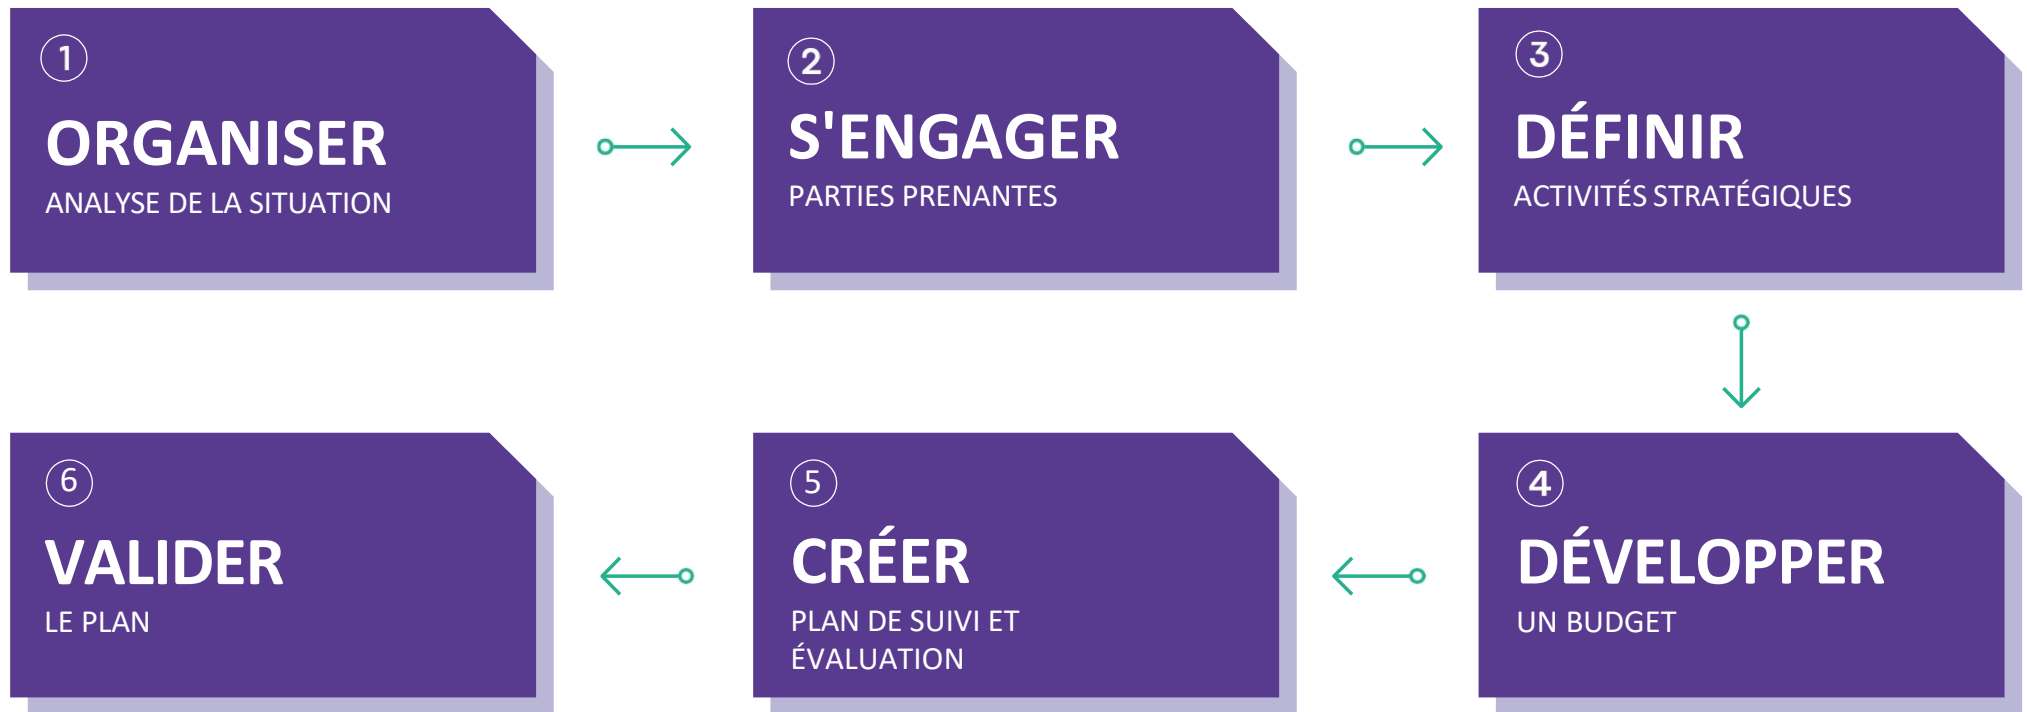 1
ORGANISER
ANALYSE DE LA SITUATION
2
S'ENGAGER
PARTIES PRENANTES
3
DÉFINIR
ACTIVITÉS STRATÉGIQUES
4
DÉVELOPPER
UN BUDGET
5
CRÉER
PLAN DE SUIVI ET
ÉVALUATION
6
VALIDER
LE PLAN